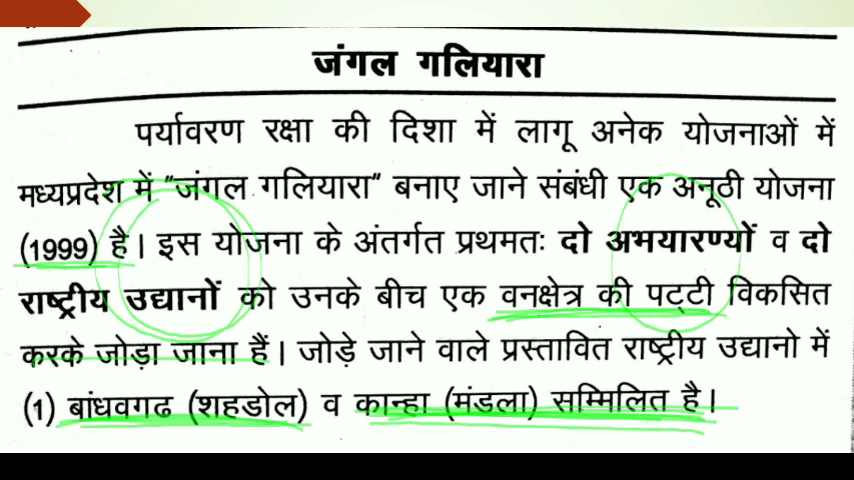 जंगल गलियारा
पर्यावरण रक्षा की दिशा में लागू अनेक योजनाओं में
मध्यप्रदेश में "जंगल गलियारा" बनाए जाने संबंधी एक अनूठी योजना
(1999) है। इस योजना के अंतर्गत प्रथमतः दो अभयारण्यों व दो
राष्ट्रीय उद्यानों को उनके बीच एक वनक्षेत्र की पट्टी विकसित
करके जोड़ा जाना हैं। जोड़े जाने वाले प्रस्तावित राष्ट्रीय उद्यानो में
(1) बांधवगढ (शहडोल) व कान्हा (मंडला) सम्मिलित है।